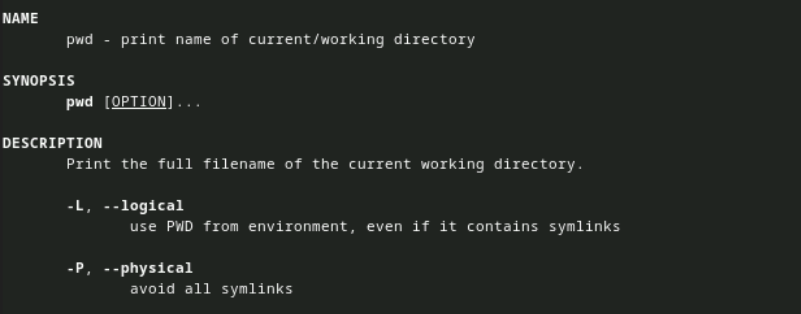 NAME
pwd - print name of current/working directory
SYNOPSIS
pwd [OPTION]...
DESCRIPTION
Print the full filename of the current working directory.
-L, --logical
use PWD from environment, even if it contains symlinks
-P, --physical
avoid all symlinks